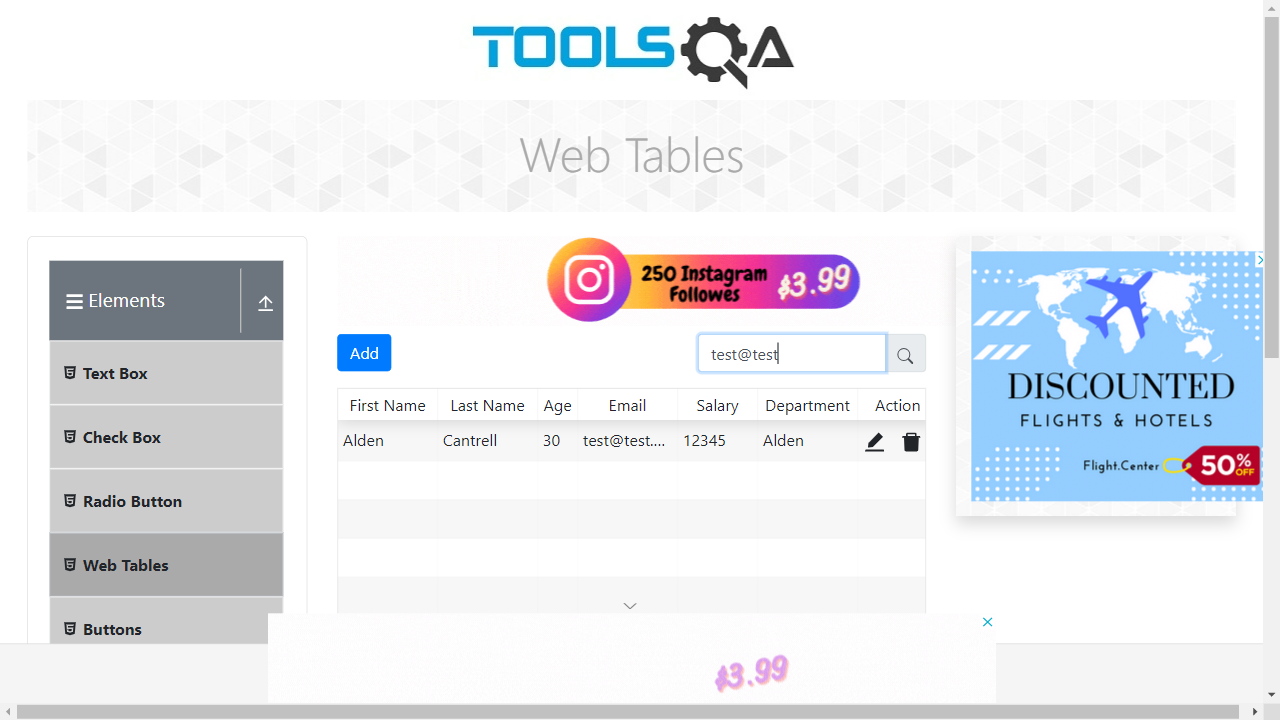 TOOLSQA
Web Tables
Elements
Text Box
Check Box
Radio Button
Web Tables
Buttons
250 Instagram
Followes
$3.99
Add
test@test
First Name Last Name Age Email Salary Department Action
Alden Cantrell 30 test@test.... 12345 Alden
DISCOUNTED
FLIGHTS & HOTELS
Flight.Center
50% OFF
$3.99